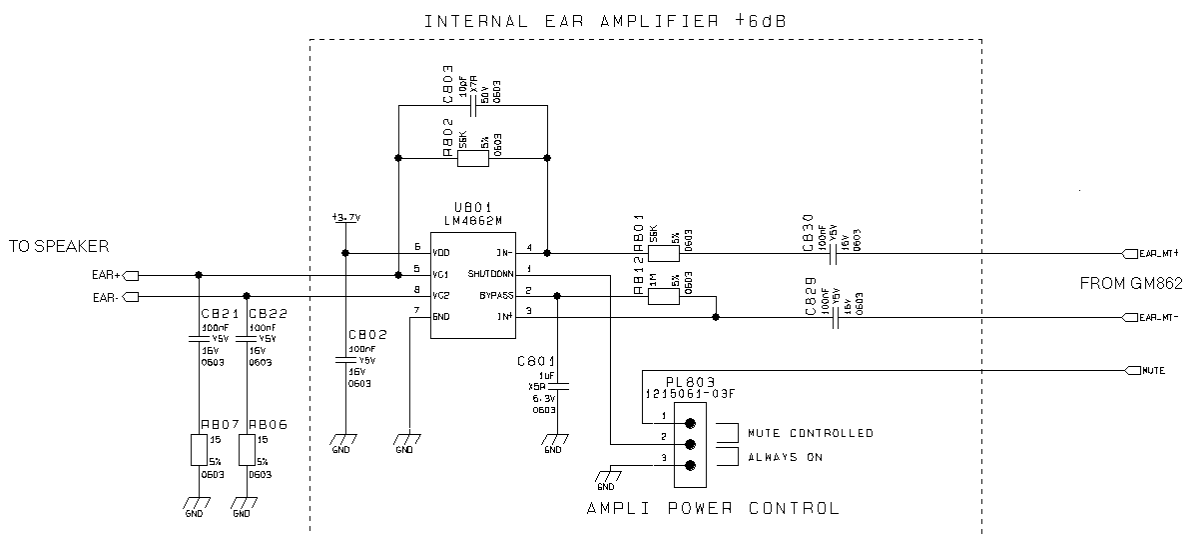 INTERNAL EAR AMPLIFIER +6dB
C803
10pF
X7R
50V
0603
R802
56K
5%
0603
+3.7V
U801
LM4862M
6 VDD
5 VO1
8 VO2
7 GND
IN- 4
SHUTDOWN 1
BYPASS 2
IN+ 3
R801
56K
5%
0603
R812
1M
5%
0603
C830
100nF
Y5V
16V
0603
C829
100nF
Y5V
16V
0603
TO SPEAKER
EAR+
EAR-
EAR_MT+
FROM GM862
EAR_MT-
MUTE
C821
100nF
Y5V
16V
0603
C822
100nF
Y5V
16V
0603
C802
100nF
Y5V
16V
0603
C801
1uF
X5R
6.3V
0603
R807
15
5%
0603
R806
15
5%
0603
GND
GND
GND
GND
GND
GND
PL803
1215061-03F
1
2
3
MUTE CONTROLLED
ALWAYS ON
AMPLI POWER CONTROL